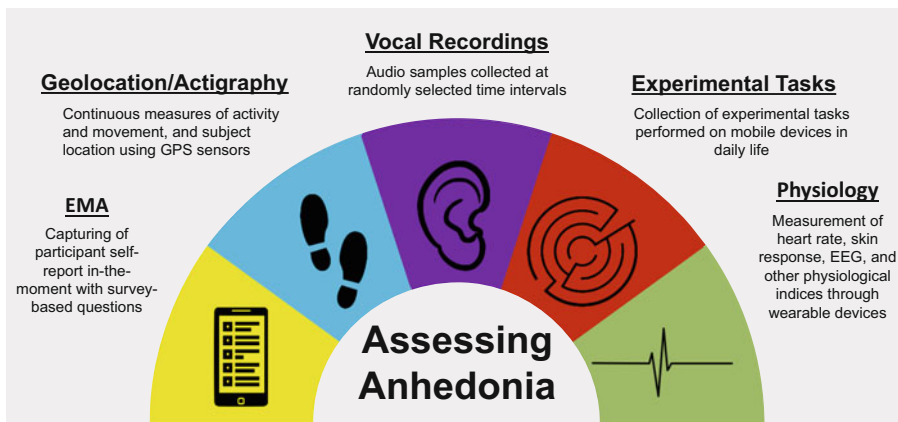 Vocal Recordings
Audio samples collected at
randomly selected time intervals
Geolocation/Actigraphy
Continuous measures of activity
and movement, and subject
location using GPS sensors
Experimental Tasks
Collection of experimental tasks
performed on mobile devices in
daily life
EMA
Capturing of
participant self-
report in-the-
moment with survey-
based questions
Physiology
Measurement of
heart rate, skin
response, EEG, and
other physiological
indices through
wearable devices
Assessing
Anhedonia